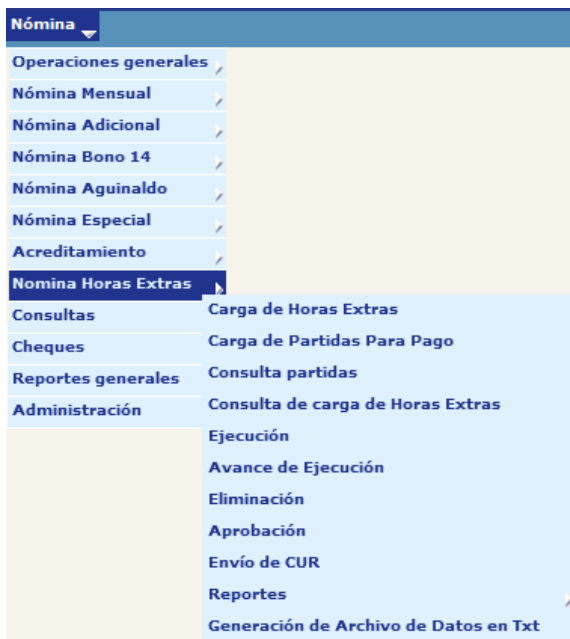 Nómina
Operaciones generales
Nómina Mensual
Nómina Adicional
Nómina Bono 14
Nómina Aguinaldo
Nómina Especial
Acreditamiento
Nomina Horas Extras
Consultas
Cheques
Reportes generales
Administración
Carga de Horas Extras
Carga de Partidas Para Pago
Consulta partidas
Consulta de carga de Horas Extras
Ejecución
Avance de Ejecución
Eliminación
Aprobación
Envío de CUR
Reportes
Generación de Archivo de Datos en Txt